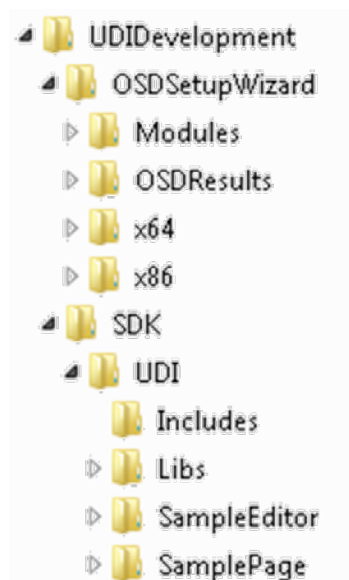 UDIDevelopment
OSDSetupWizard
Modules
OSDResults
x64
x86
SDK
UDI
Includes
Libs
SampleEditor
SamplePage